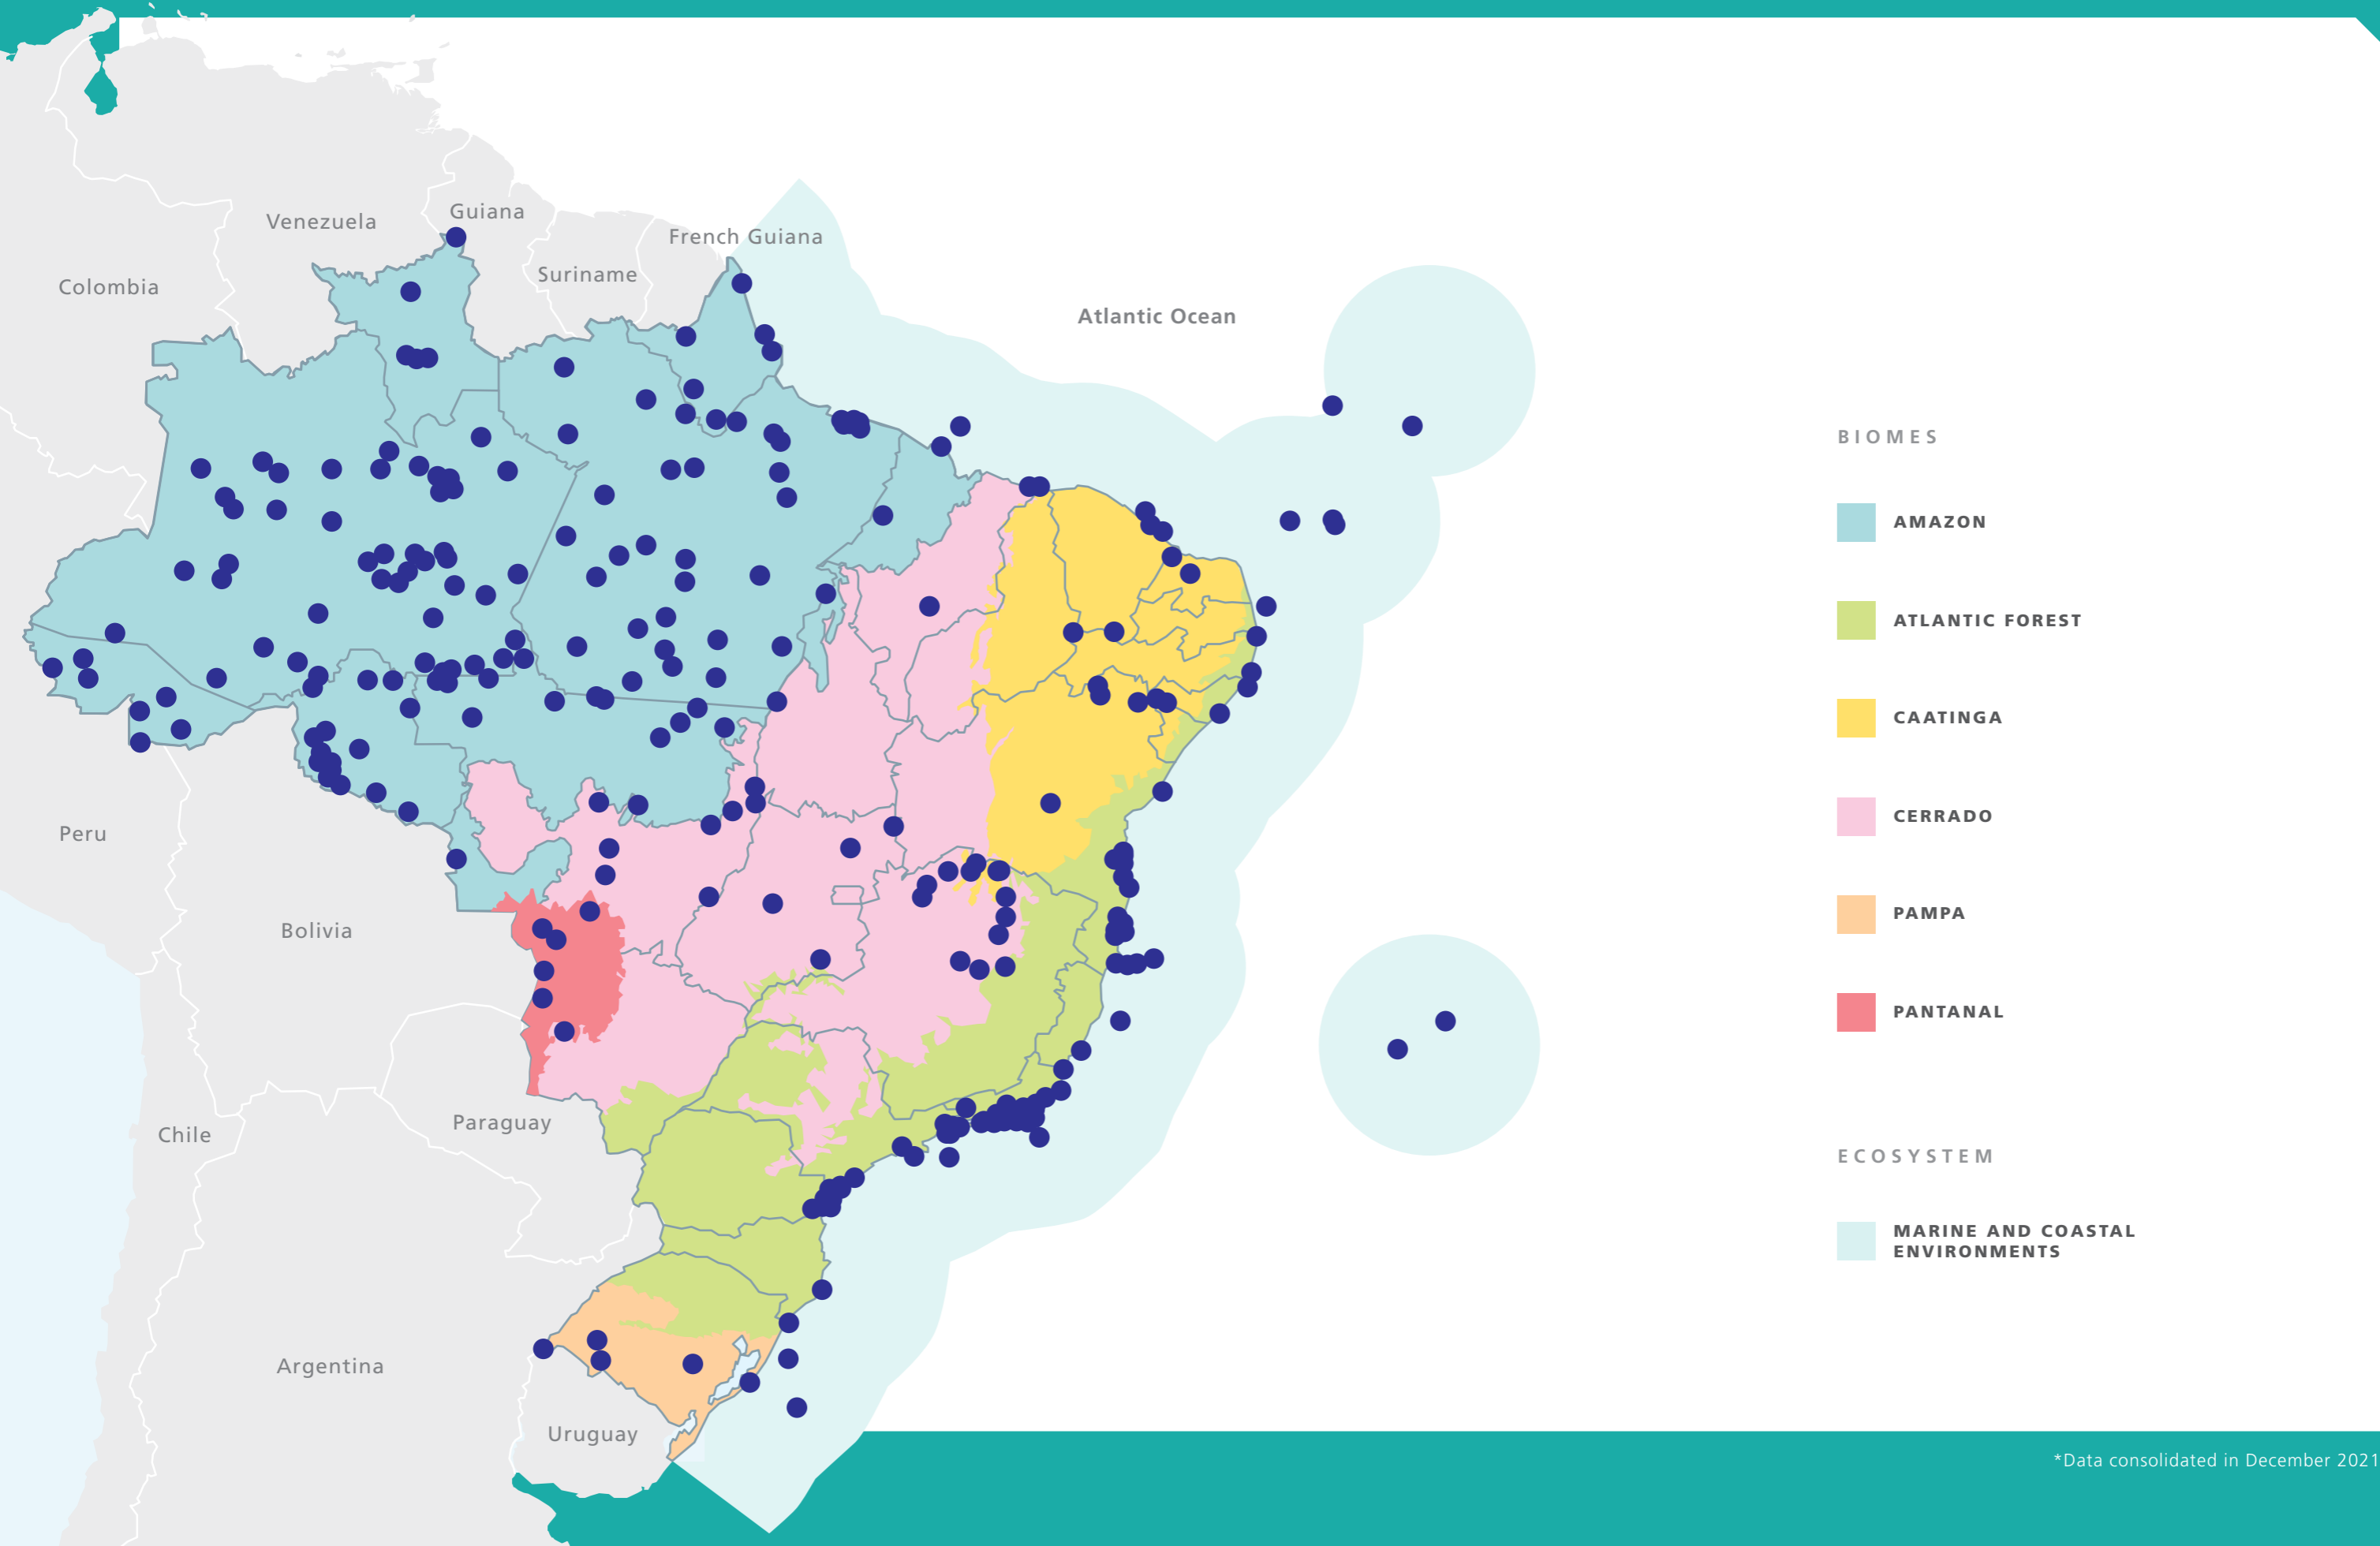 Guiana
Venezuela
French Guiana
Suriname
Colombia
Atlantic Ocean
Peru
Bolivia
Paraguay
Chile
Argentina
Uruguay
BIOMES
AMAZON
ATLANTIC FOREST
CAATINGA
CERRADO
PAMPA
PANTANAL
ECOSYSTEM
MARINE AND COASTAL
ENVIRONMENTS
*Data consolidated in December 2021